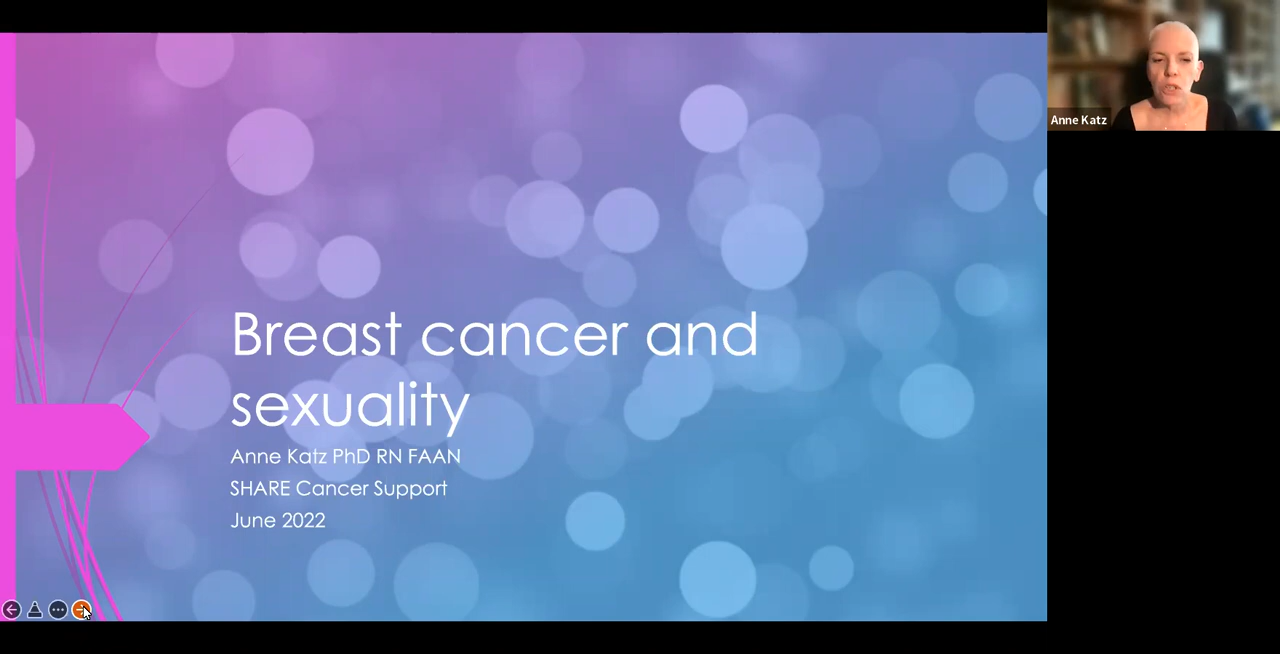 Breast cancer and
sexuality
Anne Katz PhD RN FAAN
SHARE Cancer Support
June 2022
Anne Katz